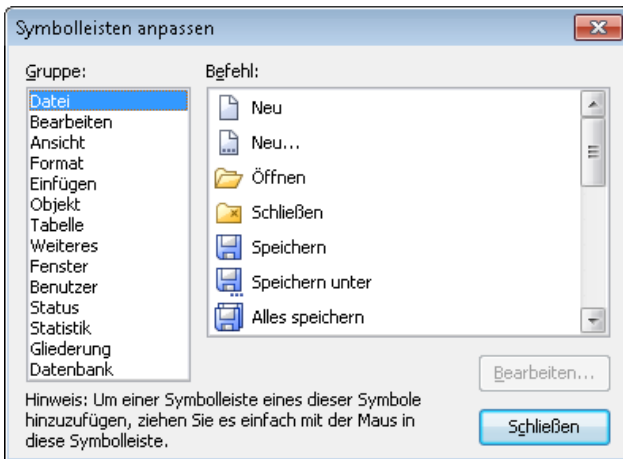 Symbolleisten anpassen
Gruppe:
Befehl:
Datei
Bearbeiten
Ansicht
Format
Einfügen
Objekt
Tabelle
Weiteres
Fenster
Benutzer
Status
Statistik
Gliederung
Datenbank
Neu
Neu...
Öffnen
Schließen
Speichern
Speichern unter
Alles speichern
Bearbeiten...
Hinweis: Um einer Symbolleiste eines dieser Symbole
hinzuzufügen, ziehen Sie es einfach mit der Maus in
diese Symbolleiste.
Schließen